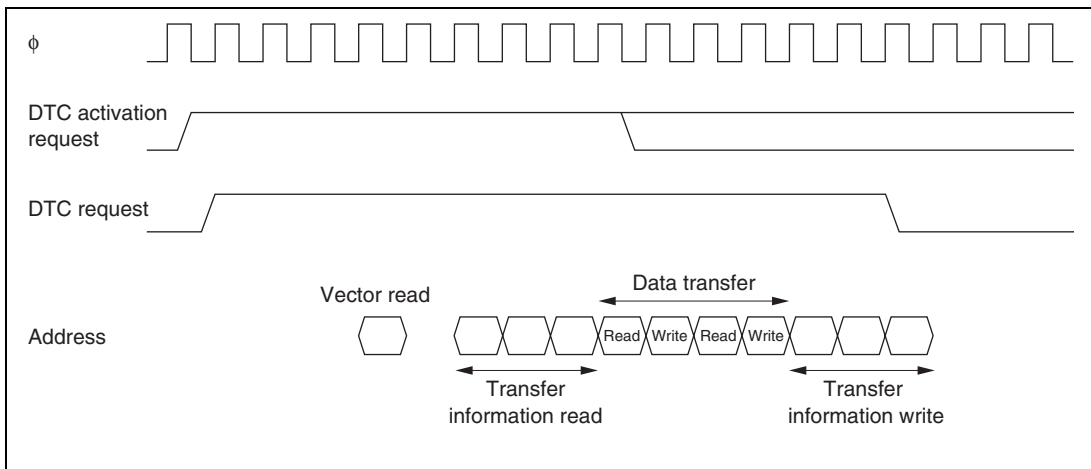 ϕ
DTC activation
request
DTC request
Data transfer
Vector read
Address
Read Write Read Write
Transfer
information read
Transfer
information write